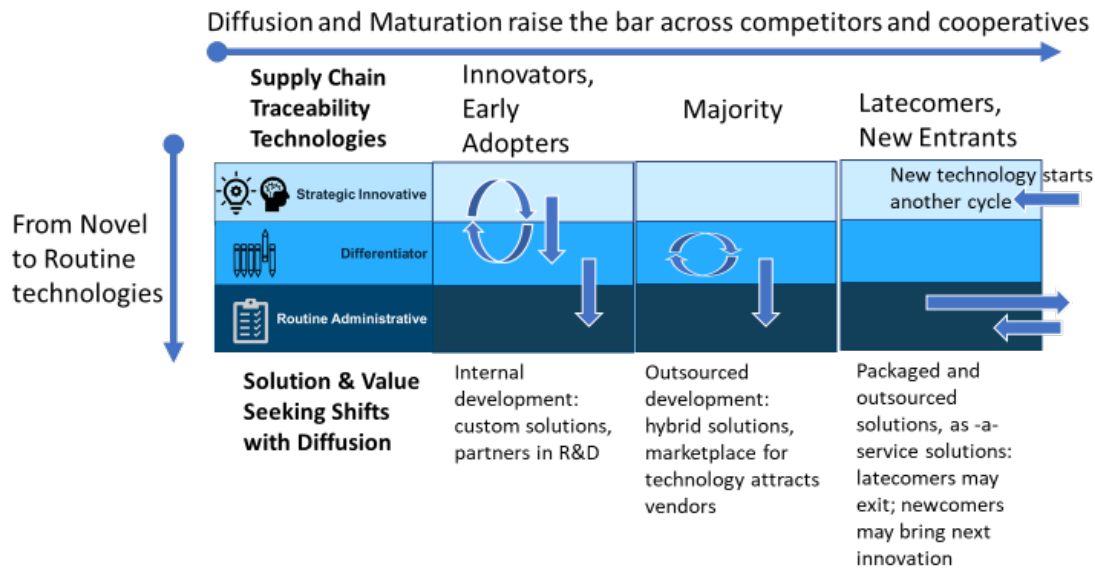 Diffusion and Maturation raise the bar across competitors and cooperatives
Supply Chain
Traceability
Technologies
Innovators,
Early
Adopters
Majority
Latecomers,
New Entrants
From Novel
to Routine
technologies
Strategic Innovative
New technology starts
another cycle
Differentiator
Routine Administrative
Solution & Value
Seeking Shifts
with Diffusion
Internal
development:
custom solutions,
partners in R&D
Outsourced
development:
hybrid solutions,
marketplace for
technology attracts
vendors
Packaged and
outsourced
solutions, as -a-
service solutions:
latecomers may
exit; newcomers
may bring next
innovation